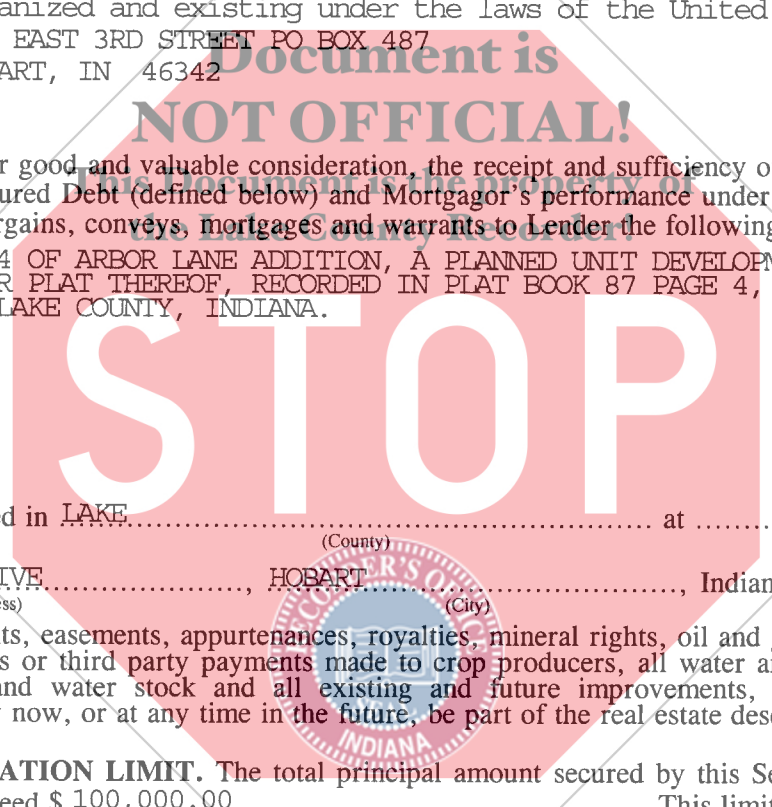 anized and existing under the laws of the United
EAST 3RD STREET PO BOX 487
ART, IN 46342
Document is
NOT OFFICIAL!
r good and valuable consideration, the receipt and sufficiency o
This Document is the property of
ured Debt (defined below) and Mortgagor's performance under
the Lake County Recorder!
rgains, conveys, mortgages and warrants to Lender the following
4 OF ARBOR LANE ADDITION, A PLANNED UNIT DEVELOPM
R PLAT THEREOF, RECORDED IN PLAT BOOK 87 PAGE 4,
LAKE COUNTY, INDIANA.
STOP
ed in LAKE at
(County)
IVE, HOBART, Indian
ess) (City)
RECORDER'S OFFICE
ts, easements, appurtenances, royalties, mineral rights, oil and
s or third party payments made to crop producers, all water a
and water stock and all existing and future improvements,
SEAL
y now, or at any time in the future, be part of the real estate des
INDIANA
ATION LIMIT. The total principal amount secured by this Se
eed $ 100,000.00 This limi